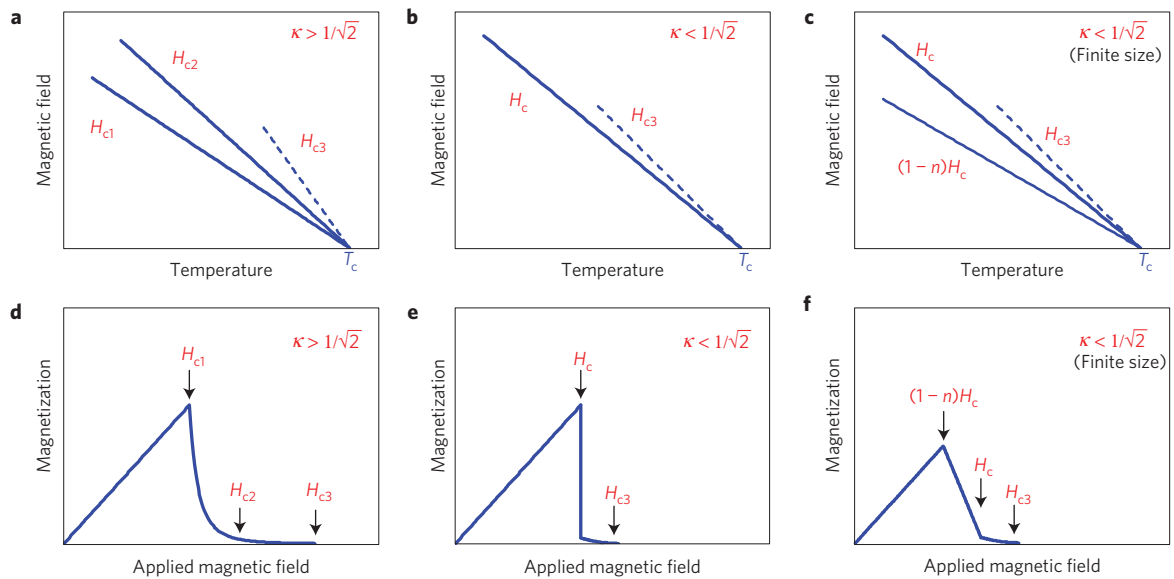 a
κ > 1/√2
H_c2
H_c1
H_c3
Magnetic field
Temperature
T_c
b
κ < 1/√2
H_c
H_c3
Magnetic field
Temperature
T_c
c
κ < 1/√2
(Finite size)
H_c
H_c3
(1 − n)H_c
Magnetic field
Temperature
T_c
d
κ > 1/√2
H_c1
H_c2
H_c3
Magnetization
Applied magnetic field
e
κ < 1/√2
H_c
H_c3
Magnetization
Applied magnetic field
f
κ < 1/√2
(Finite size)
(1 − n)H_c
H_c
H_c3
Magnetization
Applied magnetic field